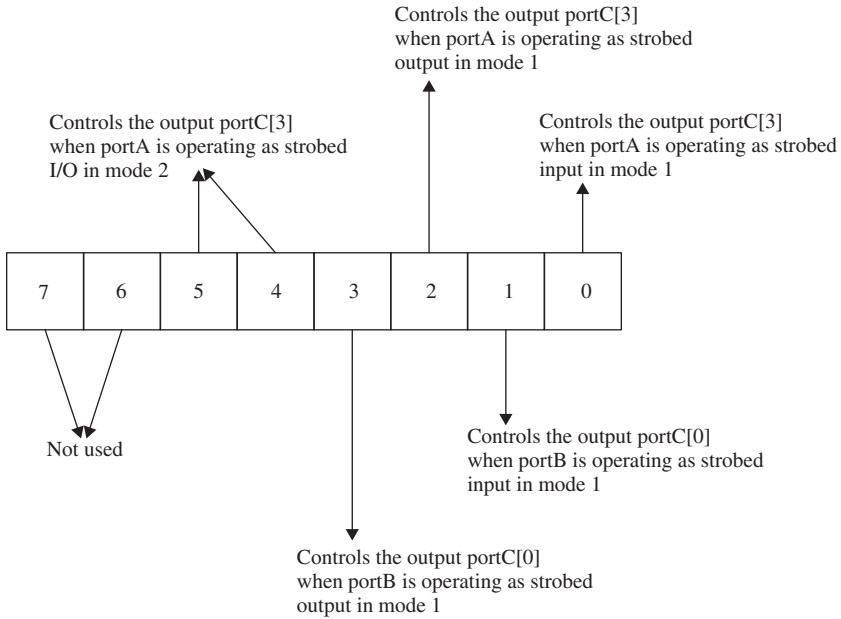 Controls the output portC[3]
when portA is operating as strobed
output in mode 1
Controls the output portC[3]
when portA is operating as strobed
I/O in mode 2
Controls the output portC[3]
when portA is operating as strobed
input in mode 1
7 6 5 4 3 2 1 0
Not used
Controls the output portC[0]
when portB is operating as strobed
input in mode 1
Controls the output portC[0]
when portB is operating as strobed
output in mode 1